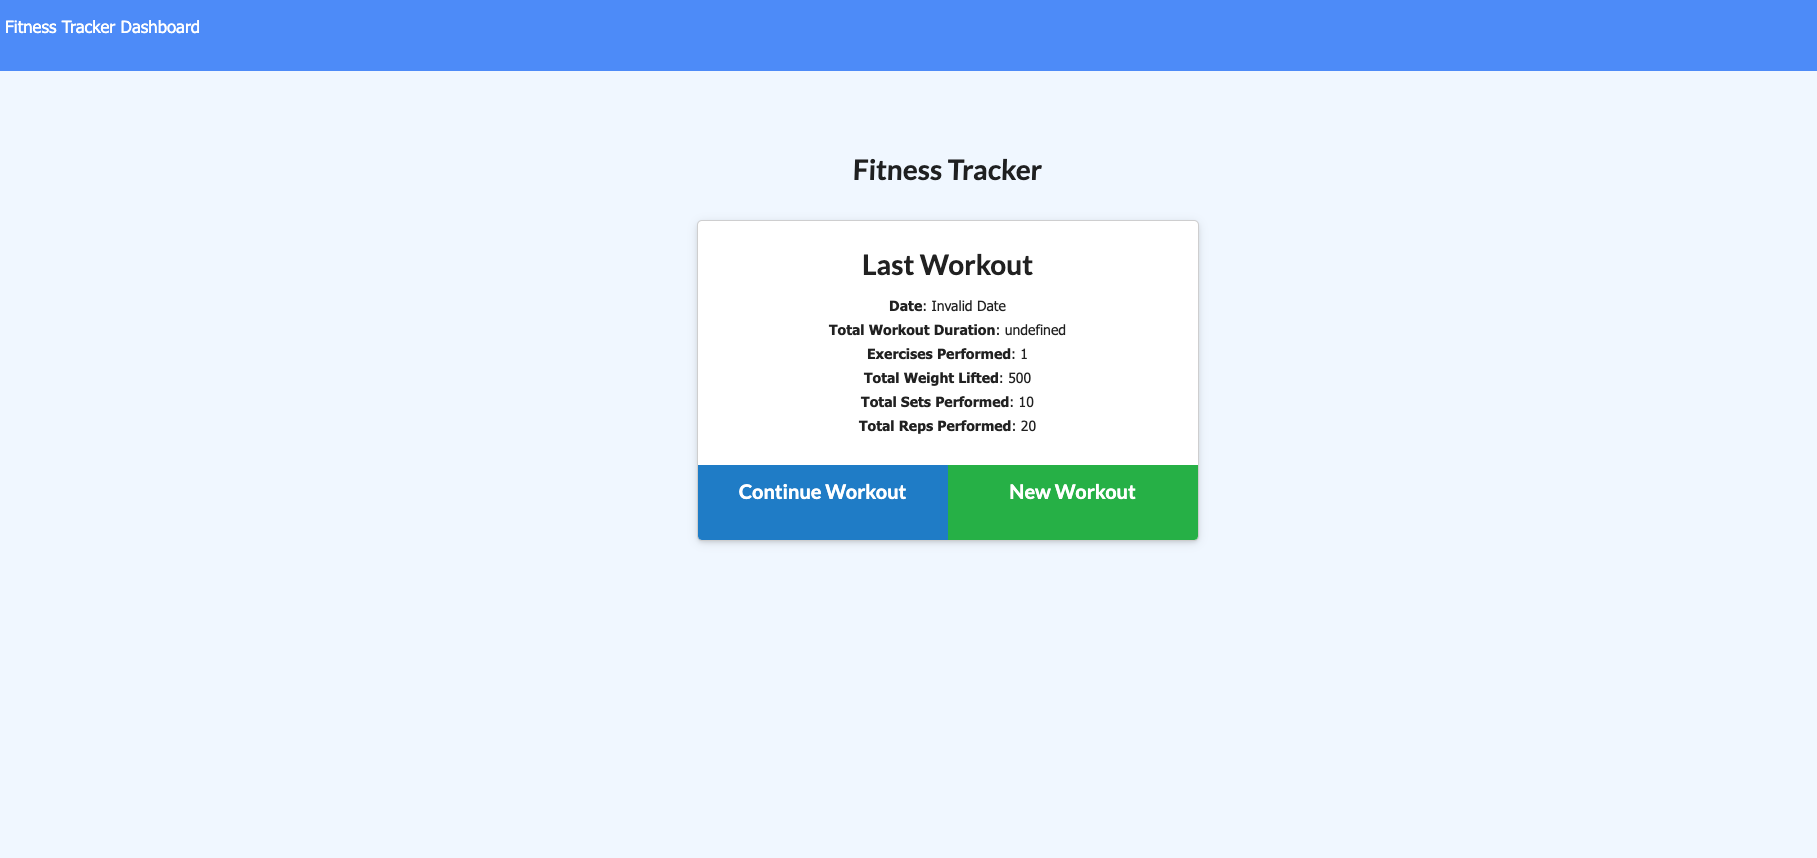 Fitness Tracker Dashboard
Fitness Tracker
Last Workout
Date: Invalid Date
Total Workout Duration: undefined
Exercises Performed: 1
Total Weight Lifted: 500
Total Sets Performed: 10
Total Reps Performed: 20
Continue Workout New Workout